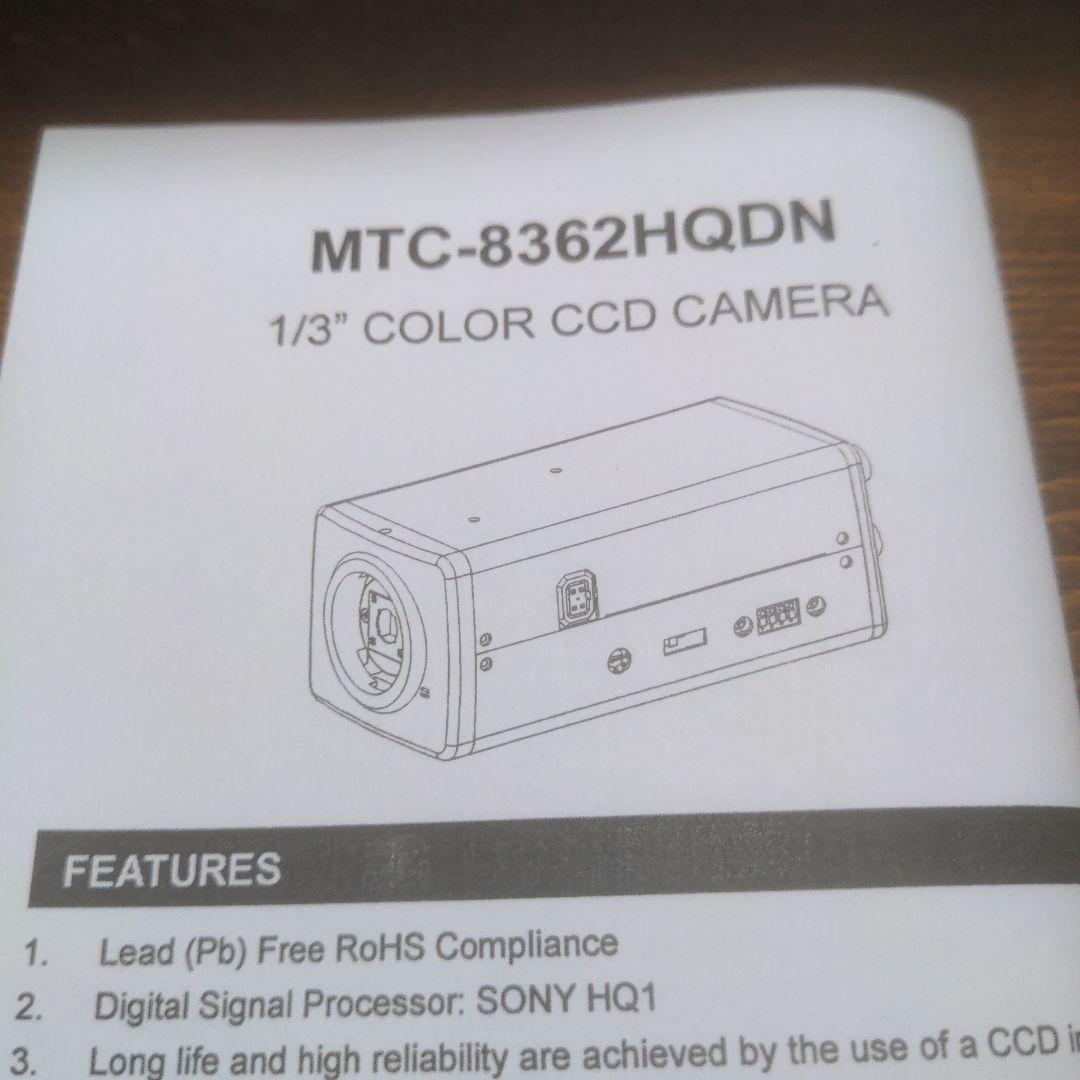 MTC-8362HQDN
1/3” COLOR CCD CAMERA
FEATURES
1. Lead (Pb) Free RoHS Compliance
2. Digital Signal Processor: SONY HQ1
3. Long life and high reliability are achieved by the use of a CCD